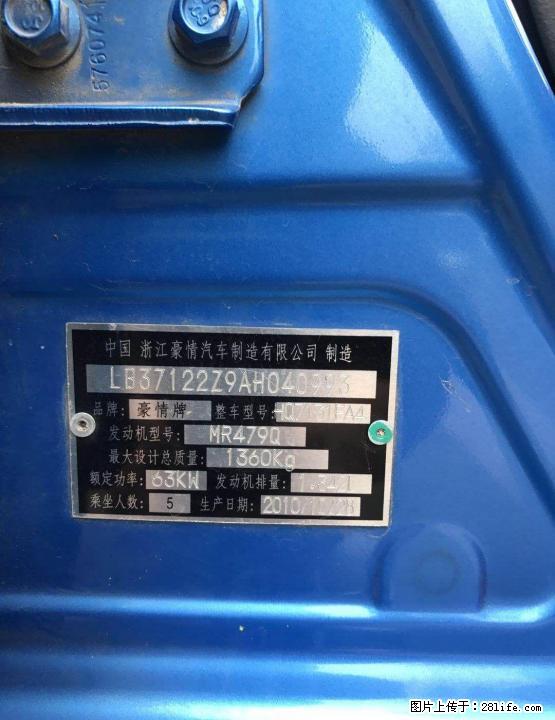 576074
中国 浙江豪情汽车制造有限公司 制造
LB37122Z9AH040993
品牌: 豪情牌 整车型号:
发动机型号: MR479Q
最大设计总质量: 1360Kg
额定功率: 63KW 发动机排量:
乘坐人数: 5 生产日期:
图片上传于：281life.com